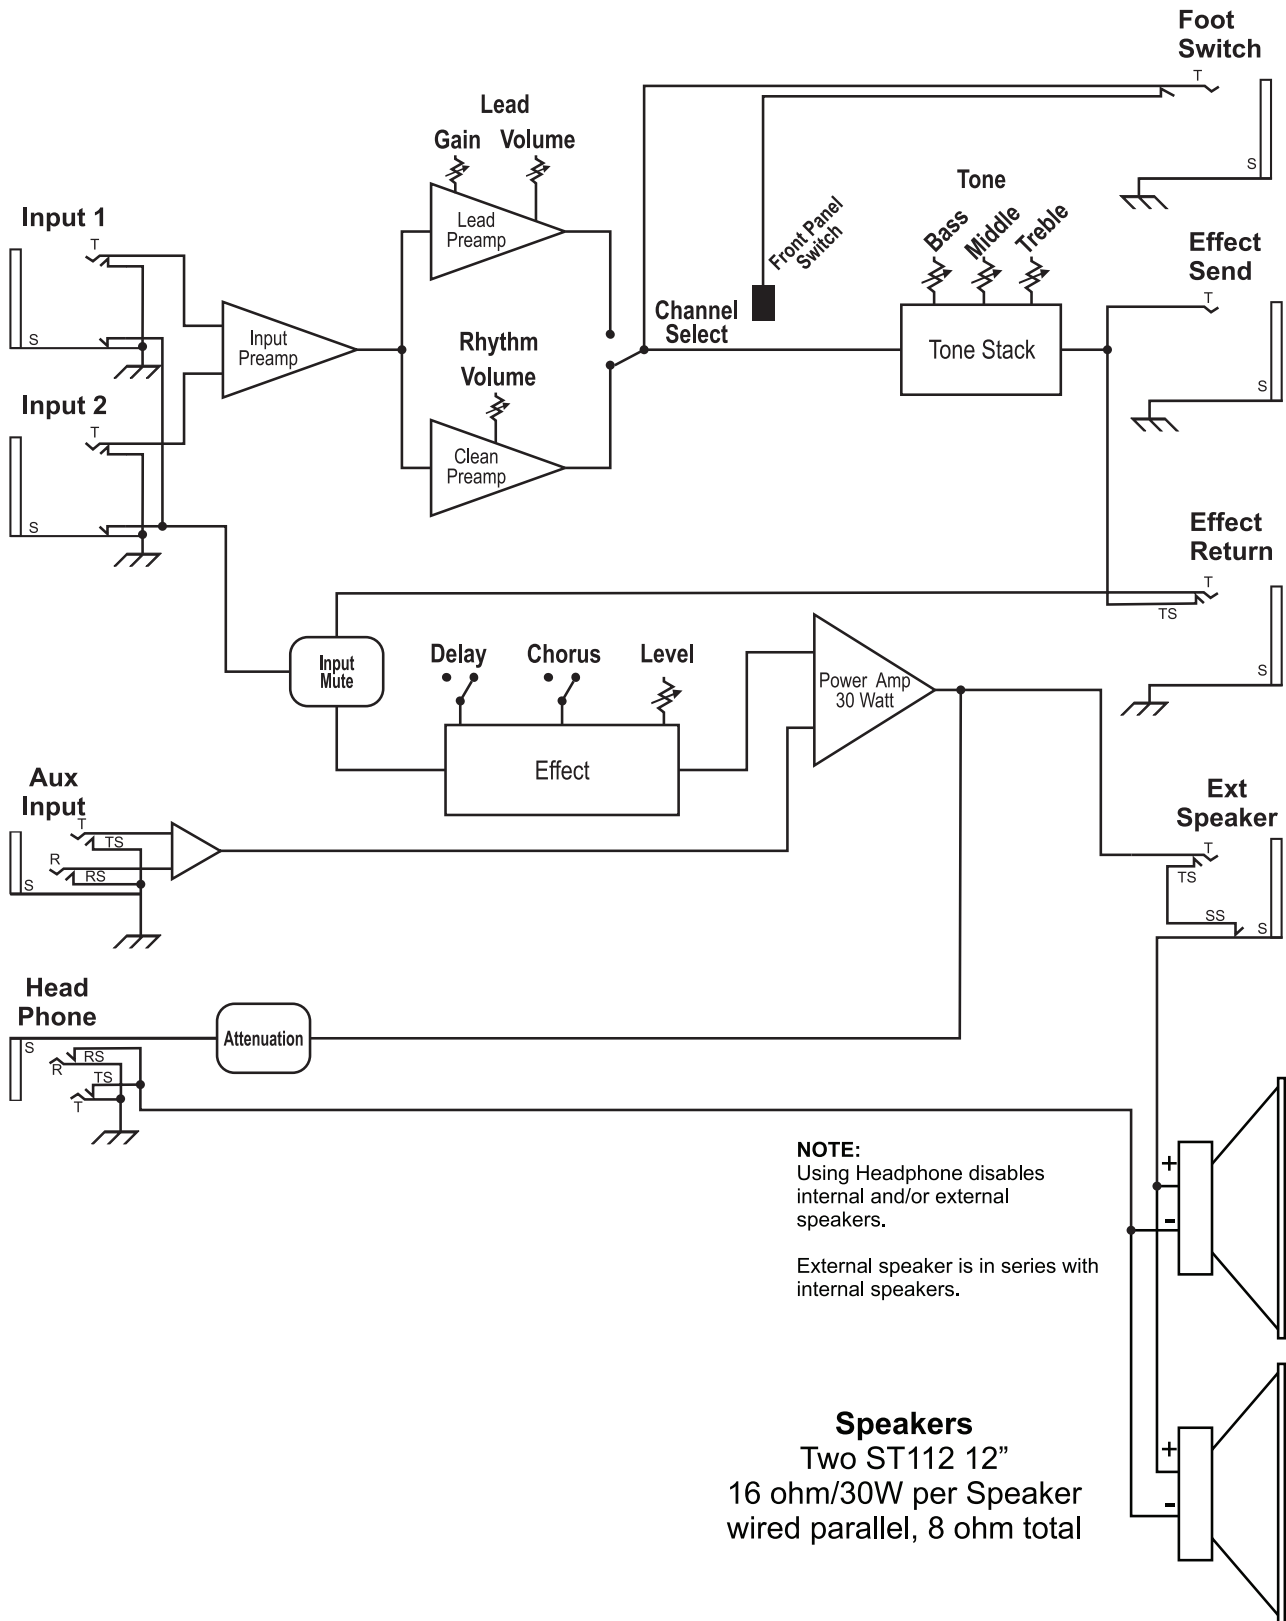 Foot
Switch
T
S
Lead
Gain
Volume
Lead
Preamp
Tone
Bass
Middle
Treble
Front Panel
Switch
Input 1
T
S
Effect
Send
T
S
Input
Preamp
Channel
Select
Tone Stack
Rhythm
Volume
Clean
Preamp
Input 2
T
S
Effect
Return
T
TS
S
Input
Mute
Delay
Chorus
Level
Effect
Power Amp
30 Watt
Aux
Input
T
TS
R
RS
S
Ext
Speaker
T
TS
SS
S
Head
Phone
S
RS
R
TS
T
Attenuation
NOTE:
Using Headphone disables
internal and/or external
speakers.
External speaker is in series with
internal speakers.
+
-
Speakers
Two ST112 12”
16 ohm/30W per Speaker
wired parallel, 8 ohm total
+
-